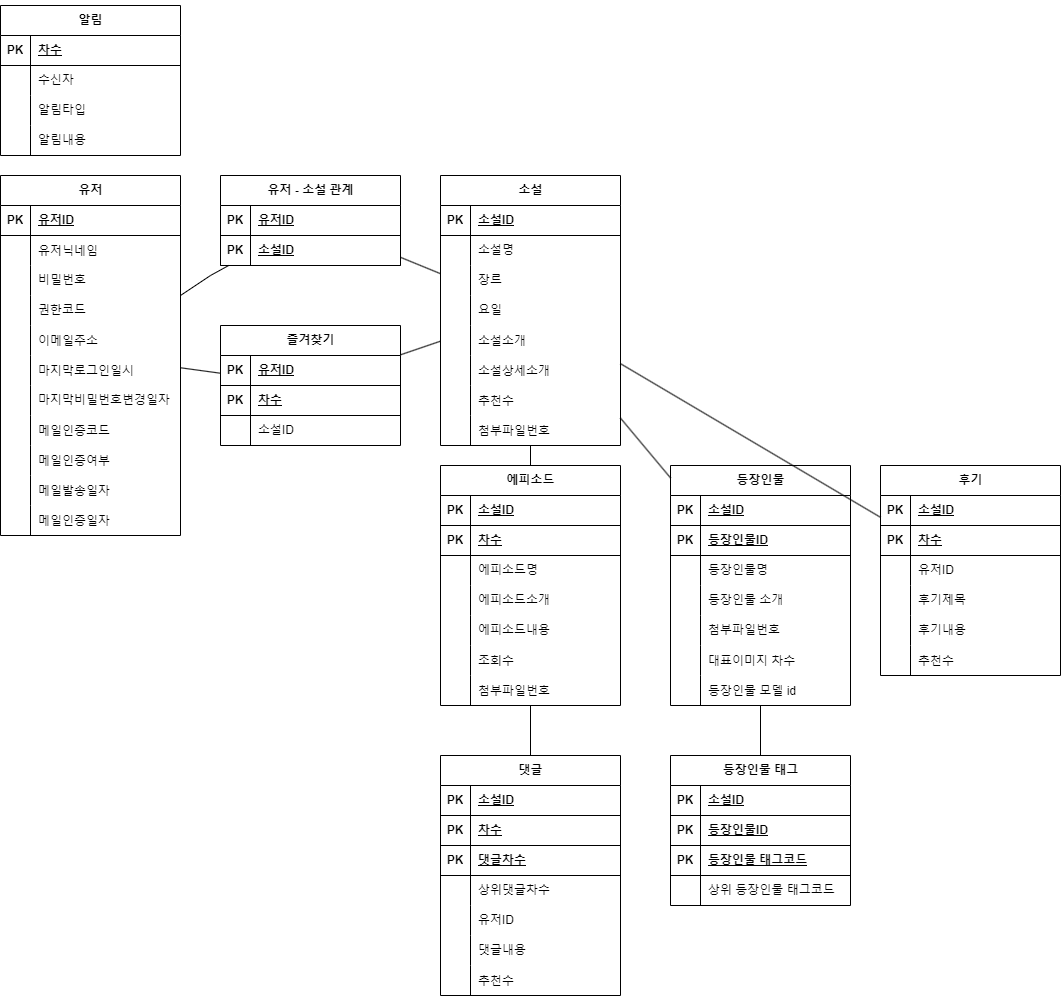 알림
PK 차수
수신자
알림타입
알림내용
유저
PK 유저ID
유저닉네임
비밀번호
권한코드
이메일주소
마지막로그인일시
마지막비밀번호변경일자
메일인증코드
메일인증여부
메일발송일자
메일인증일자
유저 - 소설 관계
PK 유저ID
PK 소설ID
즐겨찾기
PK 유저ID
PK 차수
소설ID
소설
PK 소설ID
소설명
장르
요일
소설소개
소설상세소개
추천수
첨부파일번호
에피소드
PK 소설ID
PK 차수
에피소드명
에피소드소개
에피소드내용
조회수
첨부파일번호
등장인물
PK 소설ID
PK 등장인물ID
등장인물명
등장인물 소개
첨부파일번호
대표이미지 차수
등장인물 모델 id
후기
PK 소설ID
PK 차수
유저ID
후기제목
후기내용
추천수
댓글
PK 소설ID
PK 차수
PK 댓글차수
상위댓글차수
유저ID
댓글내용
추천수
등장인물 태그
PK 소설ID
PK 등장인물ID
PK 등장인물 태그코드
상위 등장인물 태그코드